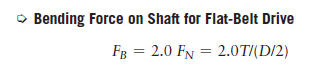 ➭ Bending Force on Shaft for Flat-Belt Drive
F_B = 2.0 F_N = 2.0T/(D/2)